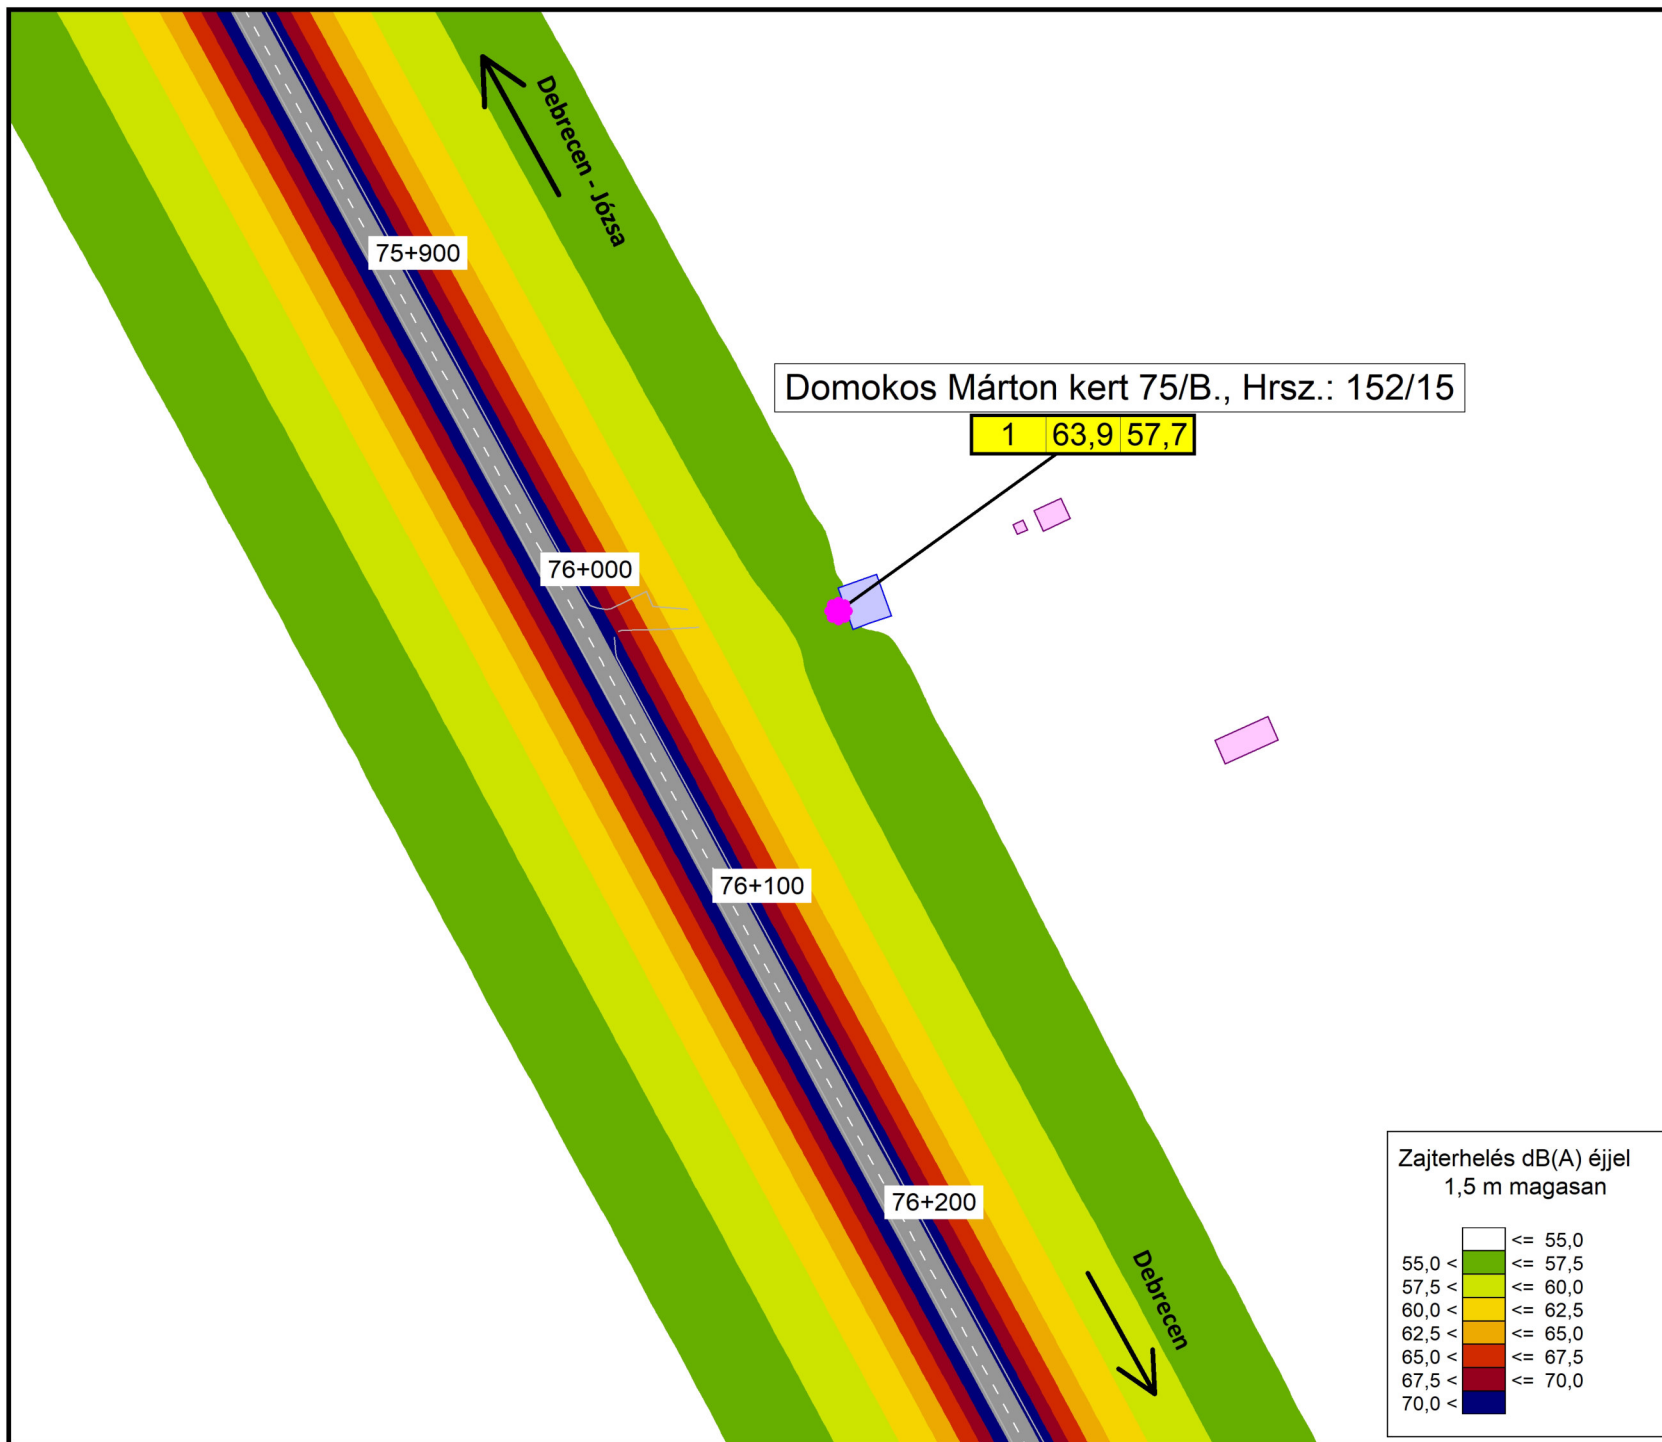 Debrecen - Józsa
75+900
Domokos Márton kert 75/B., Hrsz.: 152/15
1 63,9 57,7
76+000
76+100
76+200
Debrecen
Zajterhelés dB(A) éjjel
1,5 m magasan
<= 55,0
55,0 < <= 57,5
57,5 < <= 60,0
60,0 < <= 62,5
62,5 < <= 65,0
65,0 < <= 67,5
67,5 < <= 70,0
70,0 <